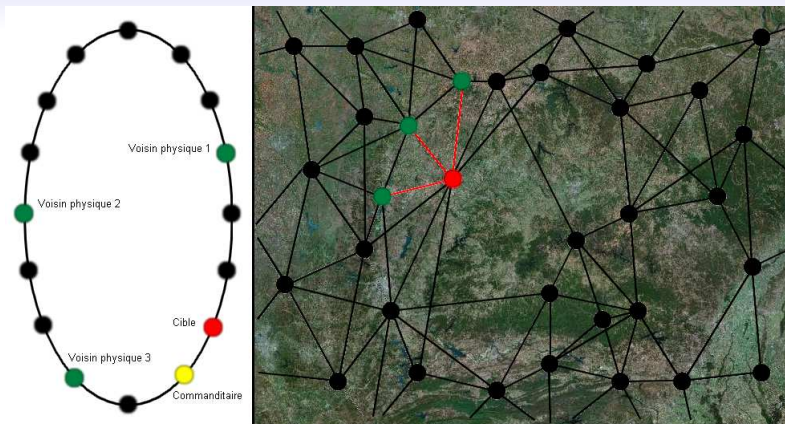 Voisin physique 1
Voisin physique 2
Cible
Voisin physique 3
Commanditaire